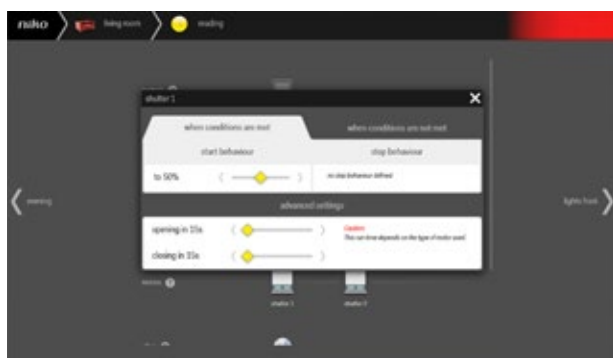 niko living room reading
shutter 1
when conditions are met when conditions are not met
start behaviour stop behaviour
to 50% no stop behaviour defined
advanced settings
opening in 15s Caution
This run time depends on the type of motor used.
closing in 15s
evening
shutter 1 shutter 2